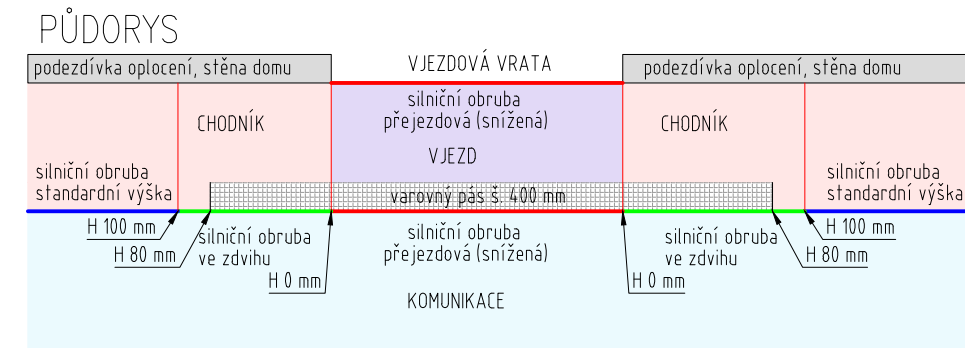 PŮDORYS
podezdívka oplocení, stěna domu
VJEZDOVÁ VRATA
podezdívka oplocení, stěna domu
silniční obruba
přejezdová (snížená)
CHODNÍK
CHODNÍK
VJEZD
silniční obruba
standardní výška
silniční obruba
standardní výška
varovný pás š. 400 mm
H 100 mm
silniční obruba
ve zdvihu
silniční obruba
přejezdová (snížená)
silniční obruba
ve zdvihu
H 100 mm
H 80 mm
H 80 mm
H 0 mm
H 0 mm
KOMUNIKACE